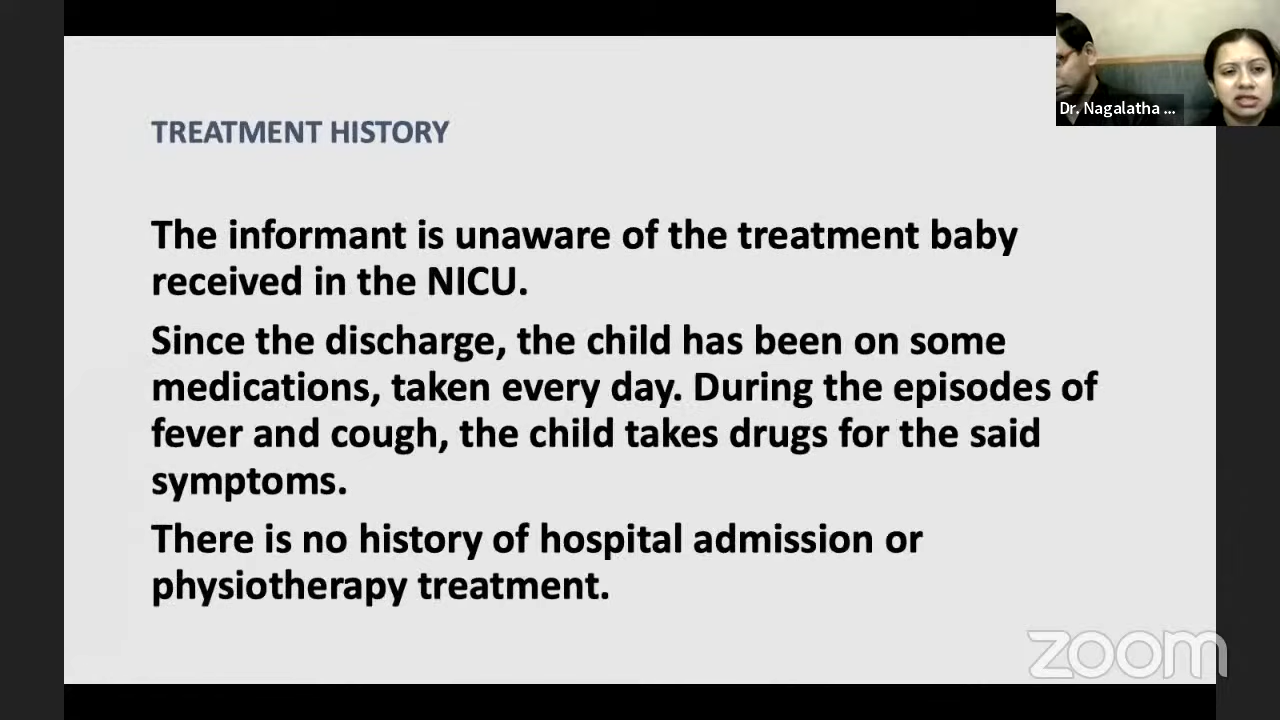 Dr. Nagalatha ...
TREATMENT HISTORY
The informant is unaware of the treatment baby
received in the NICU.
Since the discharge, the child has been on some
medications, taken every day. During the episodes of
fever and cough, the child takes drugs for the said
symptoms.
There is no history of hospital admission or
physiotherapy treatment.
zoom